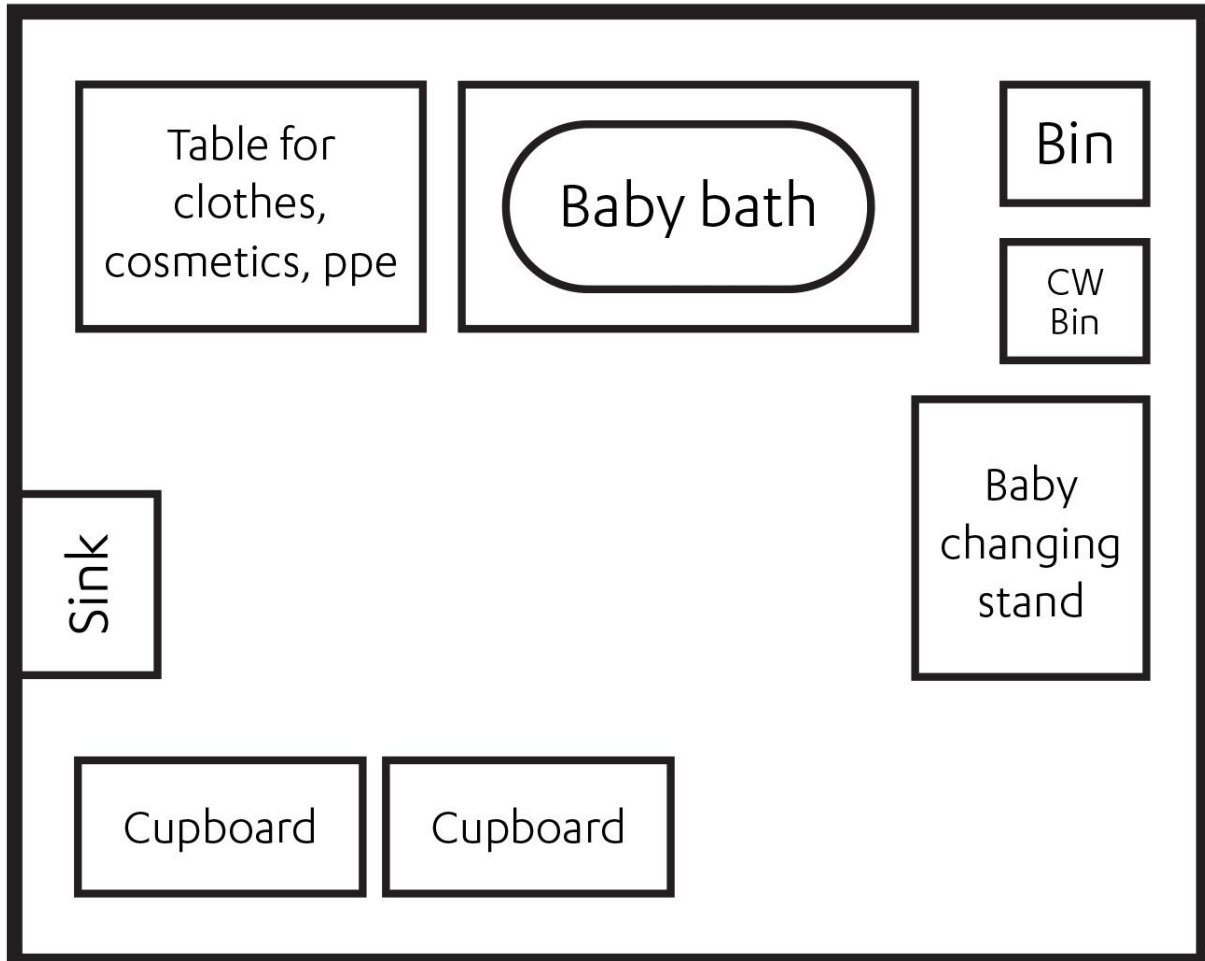 Table for
clothes,
cosmetics, ppe
Baby bath
Bin
CW
Bin
Baby
changing
stand
Sink
Cupboard
Cupboard